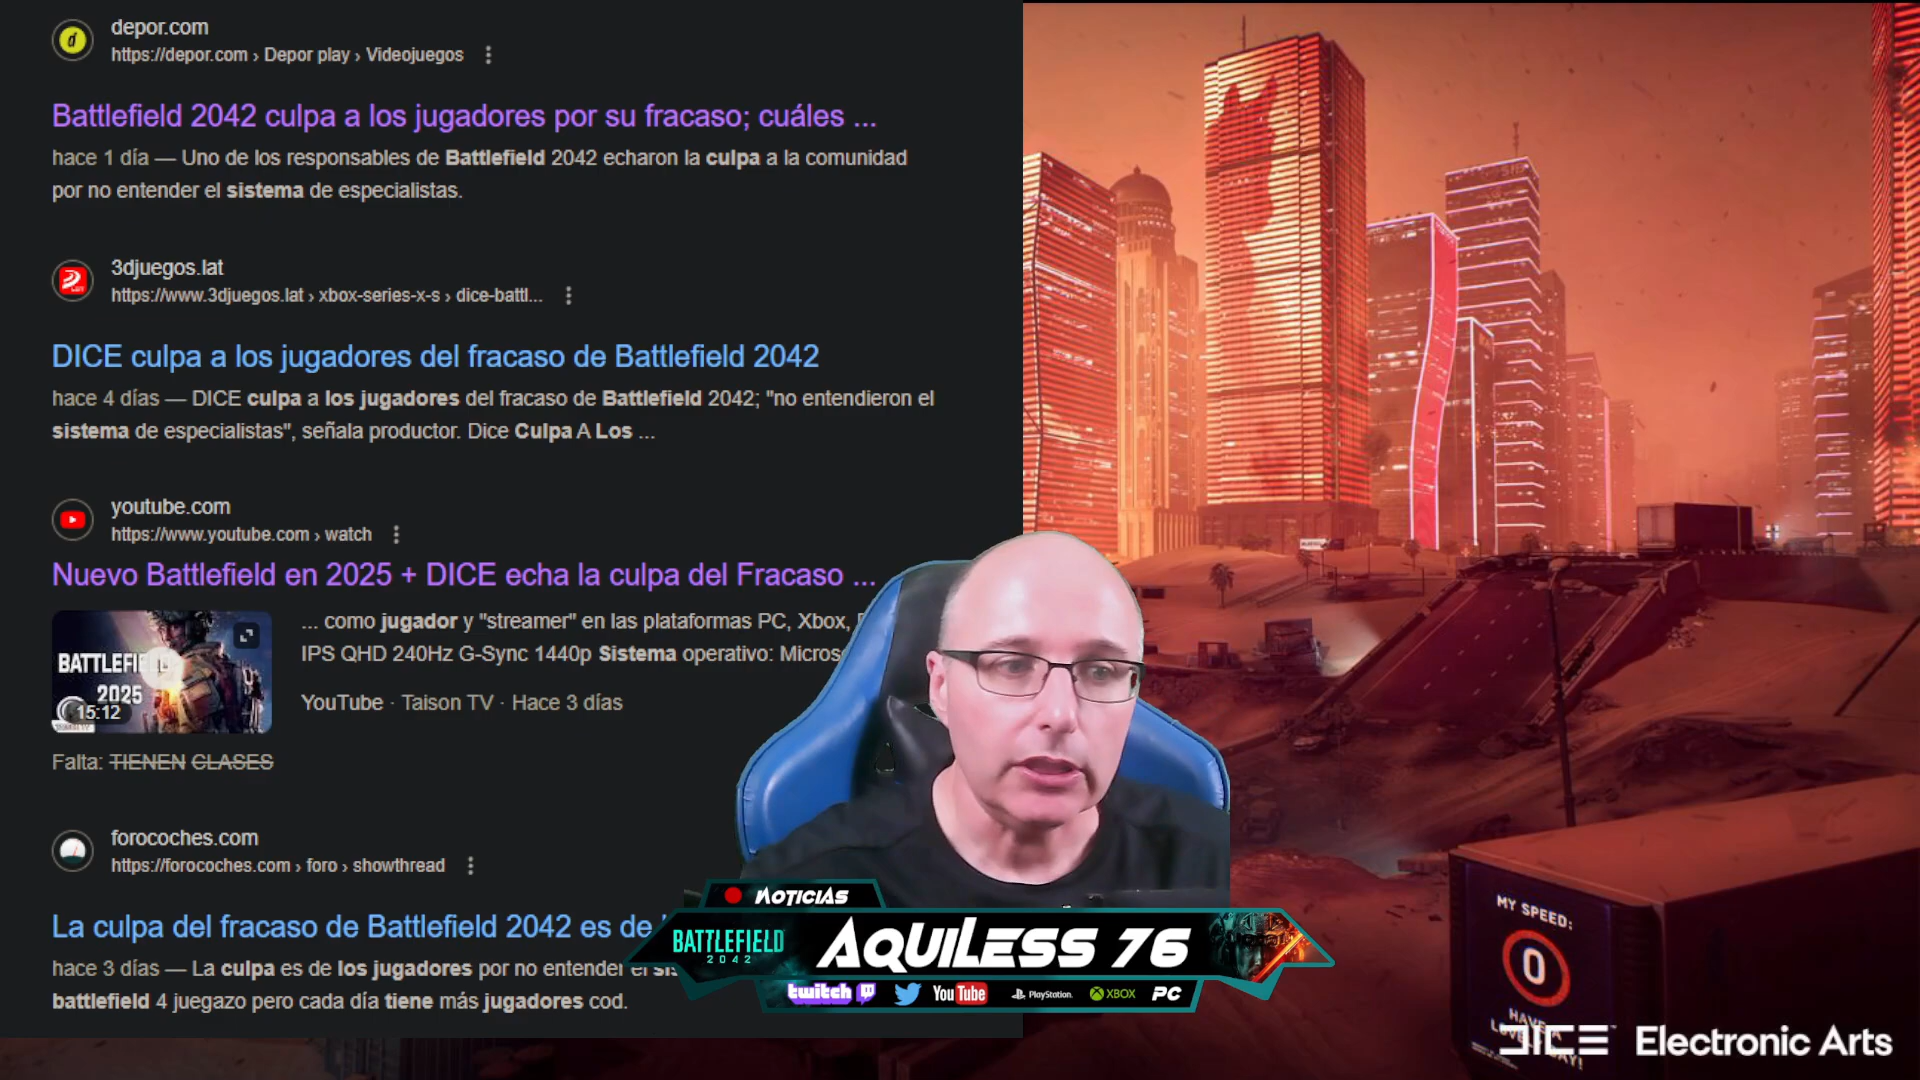 depor.com
https://depor.com › Depor play › Videojuegos
Battlefield 2042 culpa a los jugadores por su fracaso; cuáles ...
hace 1 día — Uno de los responsables de Battlefield 2042 echaron la culpa a la comunidad
por no entender el sistema de especialistas.
3djuegos.lat
https://www.3djuegos.lat › xbox-series-x-s › dice-battl...
DICE culpa a los jugadores del fracaso de Battlefield 2042
hace 4 días — DICE culpa a los jugadores del fracaso de Battlefield 2042; "no entendieron el
sistema de especialistas", señala productor. Dice Culpa A Los ...
youtube.com
https://www.youtube.com › watch
Nuevo Battlefield en 2025 + DICE echa la culpa del Fracaso ...
... como jugador y "streamer" en las plataformas PC, Xbox,
IPS QHD 240Hz G-Sync 1440p Sistema operativo: Micros
YouTube · Taison TV · Hace 3 días
BATTLEFIELD
2025
15:12
Falta: TIENEN CLASES
forocoches.com
https://forocoches.com › foro › showthread
La culpa del fracaso de Battlefield 2042 es de
hace 3 días — La culpa es de los jugadores por no entender el
battlefield 4 juegazo pero cada día tiene más jugadores cod.
NOTICIAS
BATTLEFIELD
2042
AQUILESS 76
twitch
YouTube
PlayStation
XBOX
PC
MY SPEED:
0
HAVE A
LOVELY DAY!
DICE
Electronic Arts